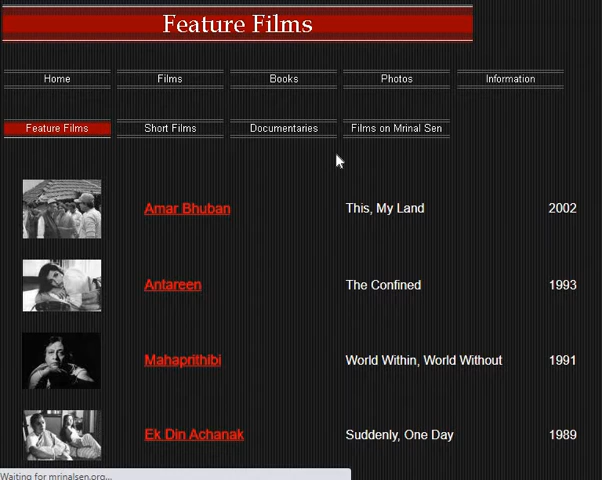 Feature Films
Home Films Books Photos Information
Feature Films Short Films Documentaries Films on Mrinal Sen
Amar Bhuban This, My Land 2002
Antareen The Confined 1993
Mahaprithibi World Within, World Without 1991
Ek Din Achanak Suddenly, One Day 1989
Waiting for mrinalsen.org...